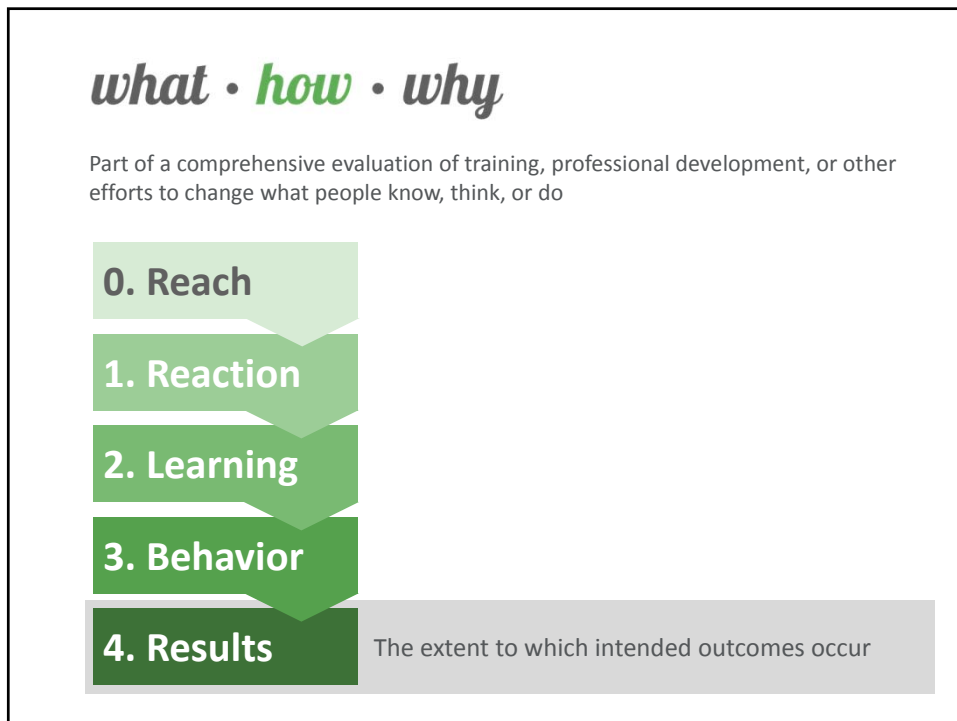 what • how • why
Part of a comprehensive evaluation of training, professional development, or other
efforts to change what people know, think, or do
0. Reach
1. Reaction
2. Learning
3. Behavior
4. Results
The extent to which intended outcomes occur